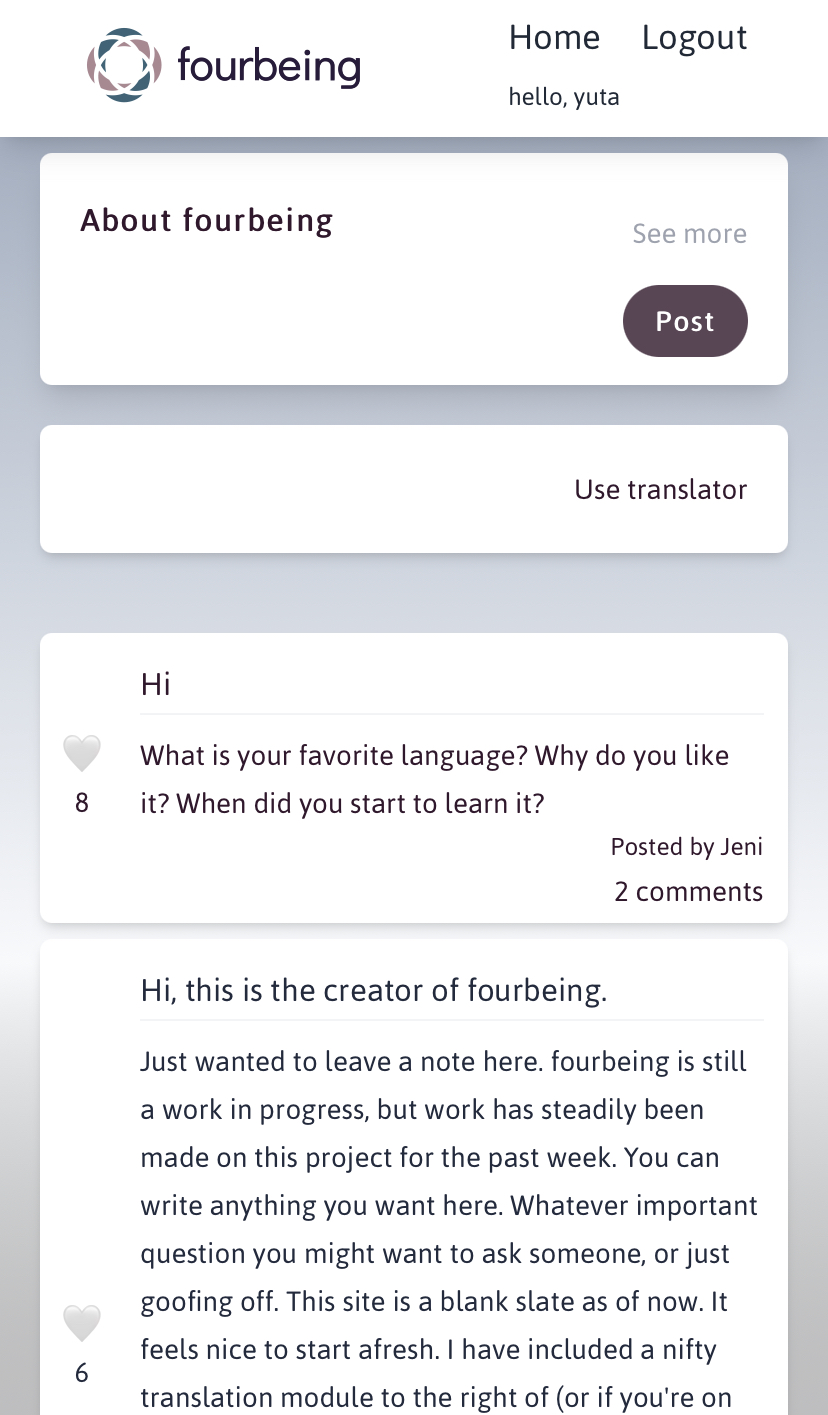 fourbeing
Home Logout
hello, yuta
About fourbeing
See more
Post
Use translator
Hi
What is your favorite language? Why do you like
it? When did you start to learn it?
8
Posted by Jeni
2 comments
Hi, this is the creator of fourbeing.
Just wanted to leave a note here. fourbeing is still
a work in progress, but work has steadily been
made on this project for the past week. You can
write anything you want here. Whatever important
question you might want to ask someone, or just
goofing off. This site is a blank slate as of now. It
feels nice to start afresh. I have included a nifty
6
translation module to the right of (or if you're on